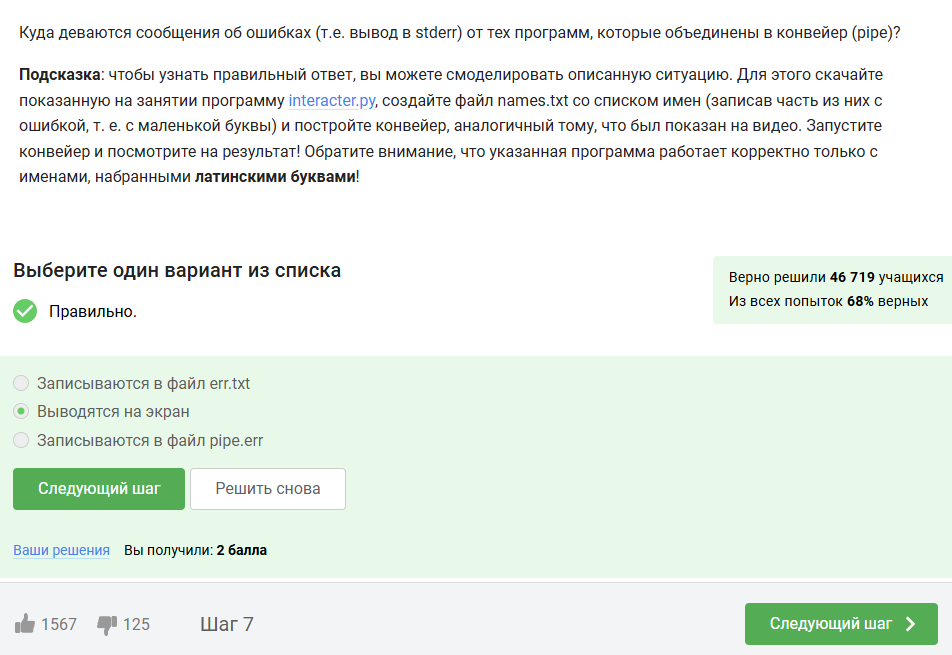 Куда деваются сообщения об ошибках (т.е. вывод в stderr) от тех программ, которые объединены в конвейер (pipe)?
Подсказка: чтобы узнать правильный ответ, вы можете смоделировать описанную ситуацию. Для этого скачайте
показанную на занятии программу interacter.py, создайте файл names.txt со списком имен (записав часть из них с
ошибкой, т. е. с маленькой буквы) и постройте конвейер, аналогичный тому, что был показан на видео. Запустите
конвейер и посмотрите на результат! Обратите внимание, что указанная программа работает корректно только с
именами, набранными латинскими буквами!
Выберите один вариант из списка
Верно решили 46 719 учащихся
Из всех попыток 68% верных
Правильно.
Записываются в файл err.txt
Выводятся на экран
Записываются в файл pipe.err
Следующий шаг Решить снова
Ваши решения Вы получили: 2 балла
1567 125 Шаг 7 Следующий шаг